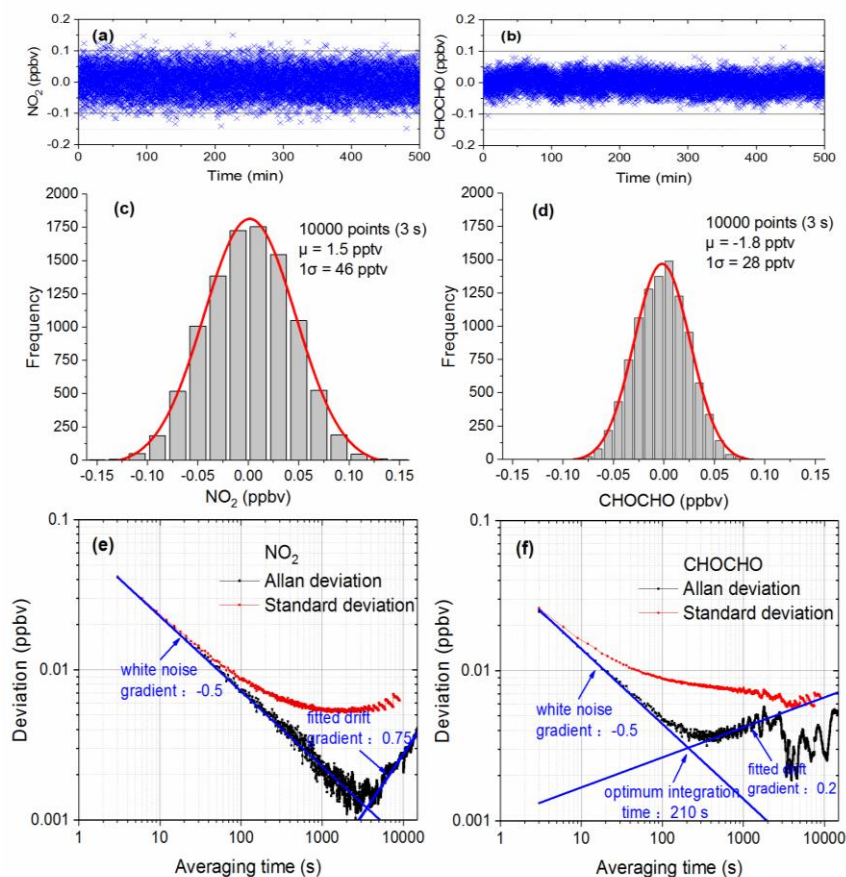 (a)
NO2 (ppbv)
0.2
0.1
0.0
-0.1
-0.2
0 100 200 300 400 500
Time (min)
(b)
CHOCHO (ppbv)
0.2
0.1
0.0
-0.1
-0.2
0 100 200 300 400 500
Time (min)
(c)
Frequency
2000
1750
1500
1250
1000
750
500
250
0
10000 points (3 s)
μ = 1.5 pptv
1σ = 46 pptv
-0.15 -0.10 -0.05 0.00 0.05 0.10 0.15
NO2 (ppbv)
(d)
Frequency
2000
1750
1500
1250
1000
750
500
250
0
10000 points (3 s)
μ = -1.8 pptv
1σ = 28 pptv
-0.15 -0.10 -0.05 0.00 0.05 0.10 0.15
CHOCHO (ppbv)
(e)
Deviation (ppbv)
0.1
0.01
0.001
NO2
Allan deviation
Standard deviation
white noise
gradient : -0.5
fitted drift
gradient : 0.75
1 10 100 1000 10000
Averaging time (s)
(f)
Deviation (ppbv)
0.1
0.01
0.001
CHOCHO
Allan deviation
Standard deviation
white noise
gradient : -0.5
fitted drift
gradient : 0.2
optimum integration
time : 210 s
1 10 100 1000 10000
Averaging time (s)